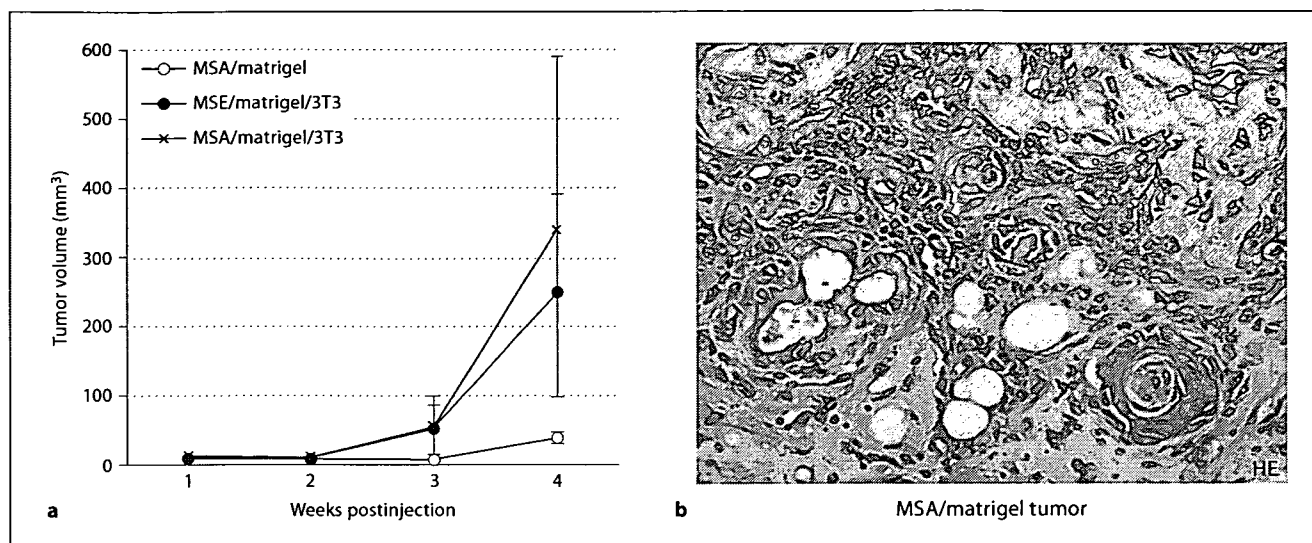 600
500
400
300
200
100
0
Tumor volume (mm³)
MSA/matrigel
MSE/matrigel/3T3
MSA/matrigel/3T3
1 2 3 4
Weeks postinjection
a
HE
b
MSA/matrigel tumor